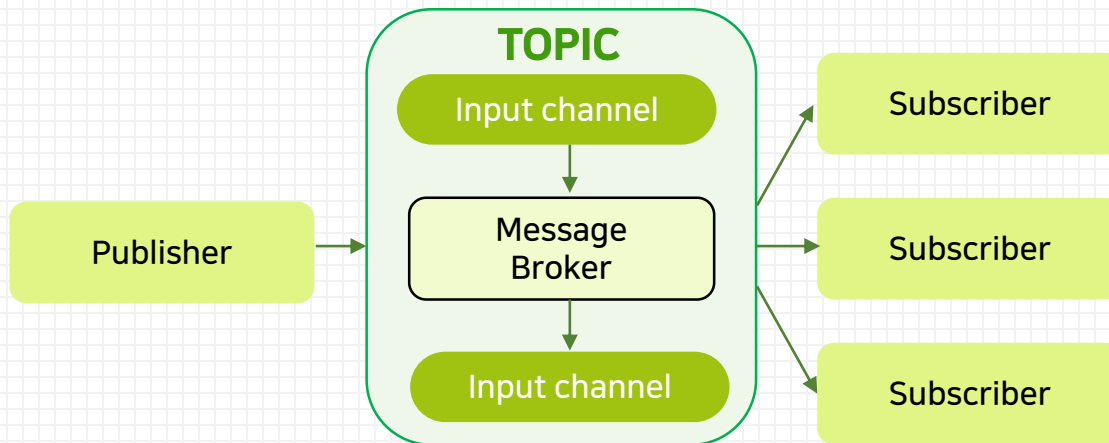 TOPIC
Input channel
Message
Broker
Input channel
Publisher
Subscriber
Subscriber
Subscriber